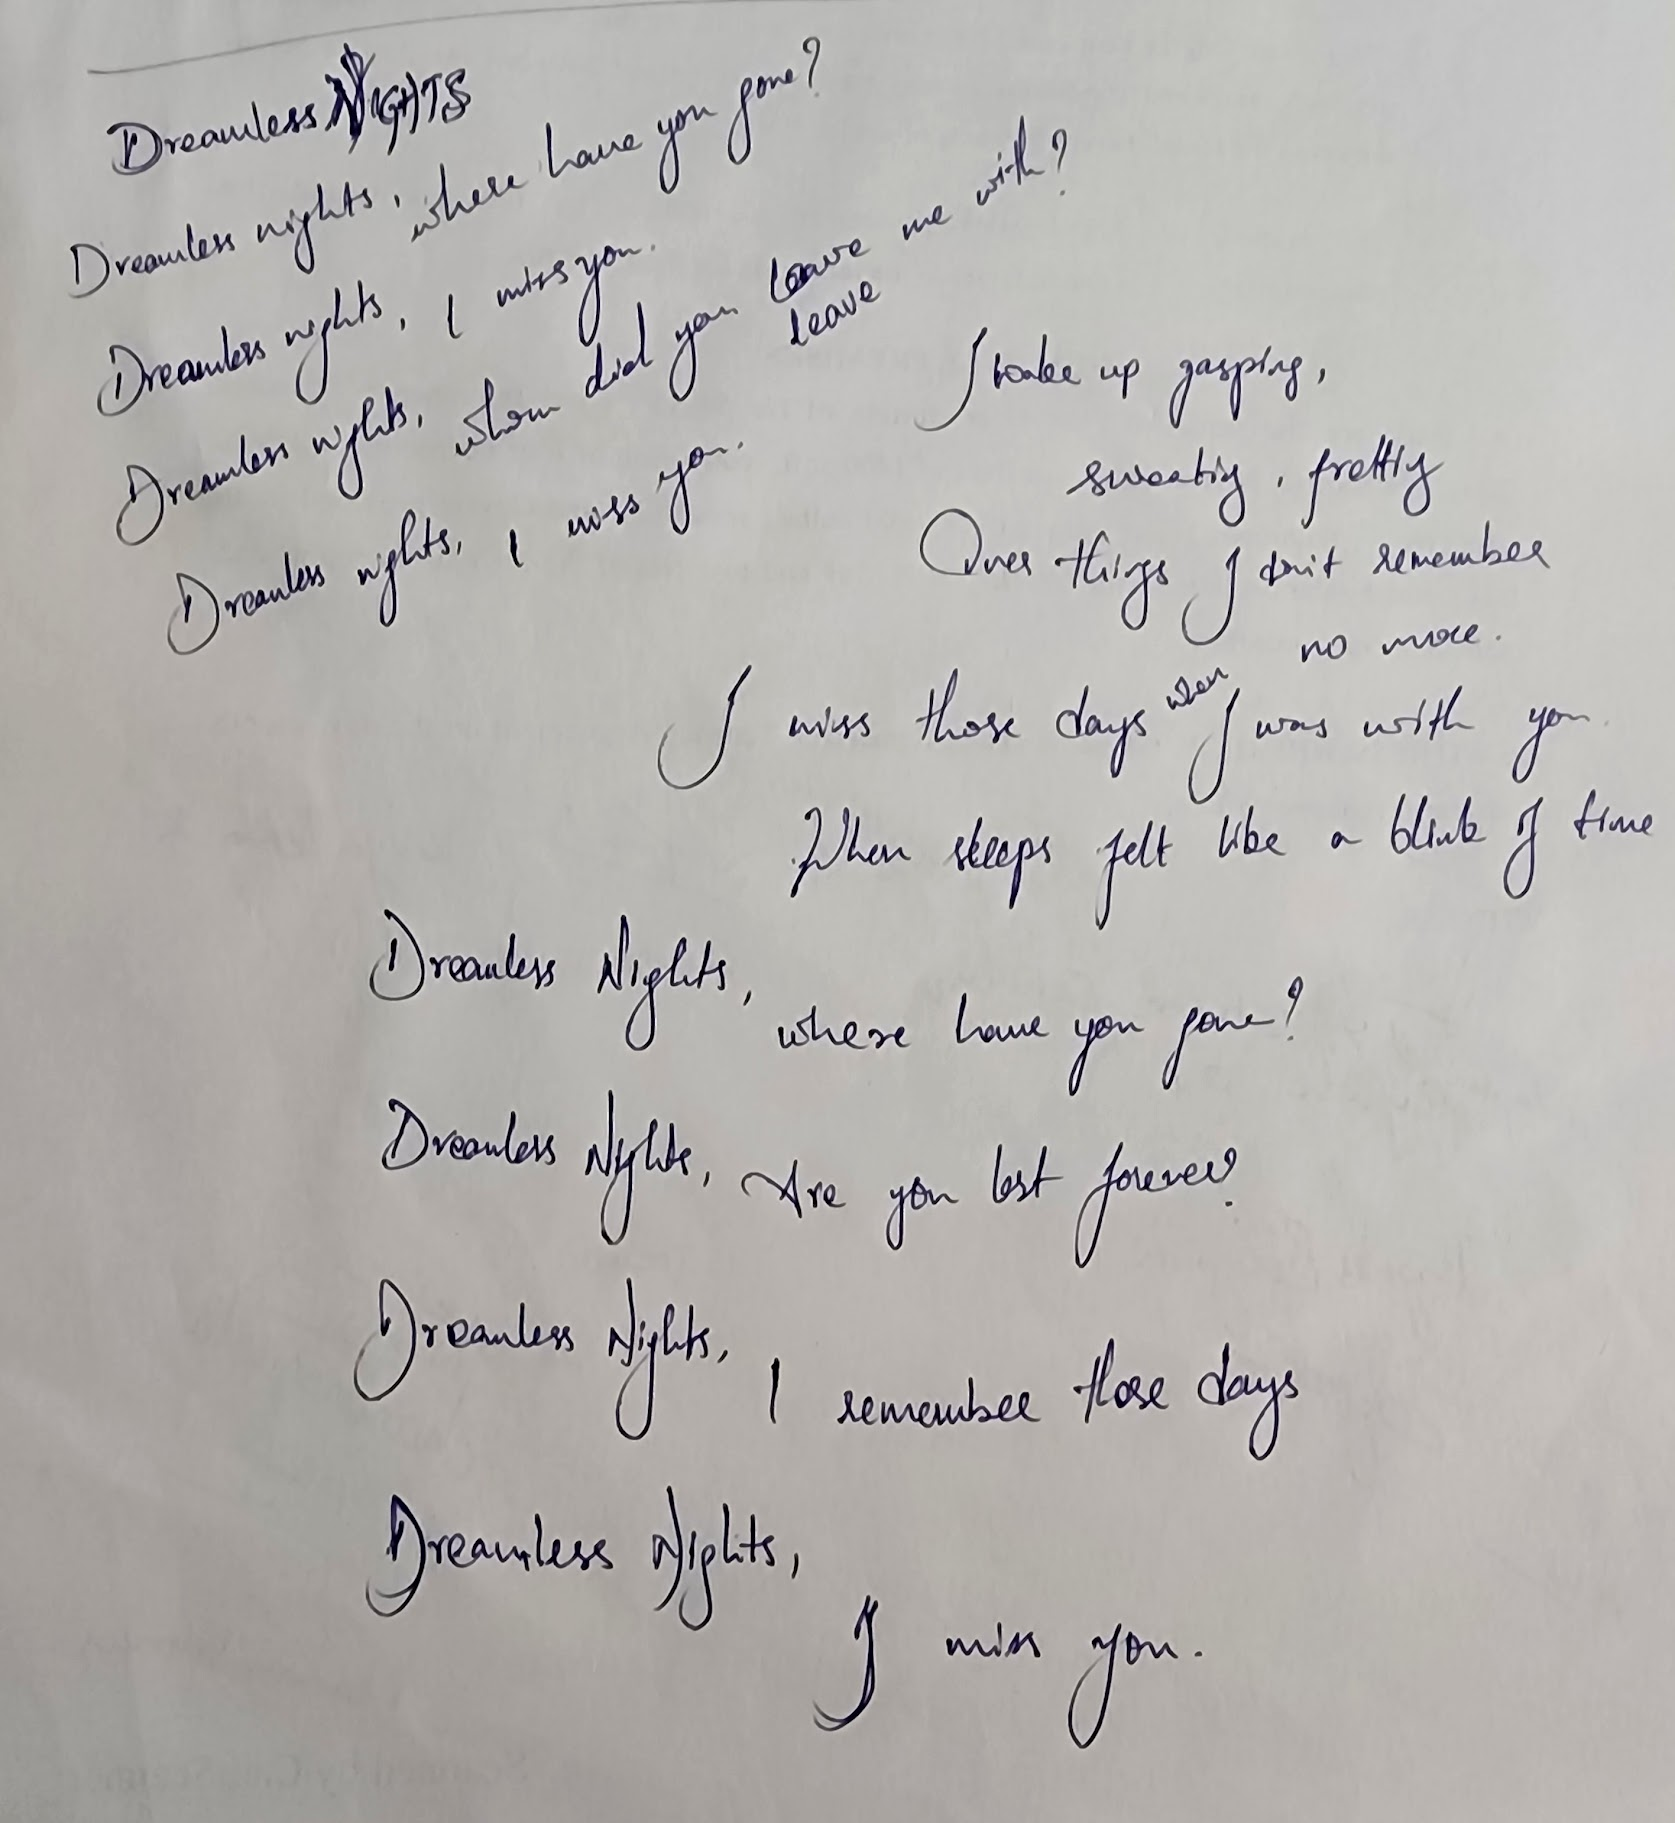 Dreamless NIGHTS
Dreamless nights, where have you gone?
Dreamless nights, I miss you.
Dreamless nights, whom did you leave me with?
leave
Dreamless nights, I miss you.
I wake up gasping,
sweatig, frettig
Over things I don't remember
no more.
I miss those days when I was with you.
When sleeps felt like a blink of time
Dreamless Nights,
where have you gone?
Dreamless Nights, Are you lost forever?
Dreamless Nights,
I remember those days
Dreamless Nights,
I miss you.